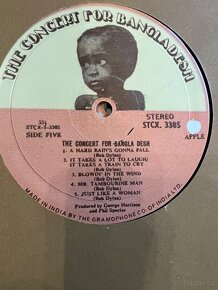 THE CONCERT FOR BANGLADESH
33⅓
STCX-S-3385
SIDE FIVE
STEREO
STCX. 3385
APPLE
THE CONCERT FOR BANGLA DESH
1. A HARD RAIN'S GONNA FALL
(Bob Dylan)
2. IT TAKES A LOT TO LAUGH/
IT TAKES A TRAIN TO CRY
(Bob Dylan)
3. BLOWIN' IN THE WIND
(Bob Dylan)
4. MR. TAMBOURINE MAN
(Bob Dylan)
5. JUST LIKE A WOMAN
(Bob Dylan)
Produced by George Harrison
and Phil Spector
MADE IN INDIA BY THE GRAMOPHONE CO. OF INDIA LTD.